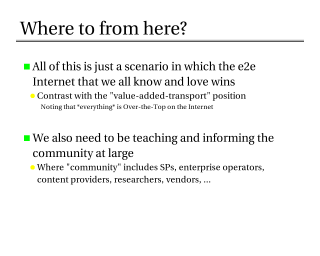 Where to from here?
All of this is just a scenario in which the e2e
Internet that we all know and love wins
Contrast with the "value-added-transport" position
Noting that *everything* is Over-the-Top on the Internet
We also need to be teaching and informing the
community at large
Where "community" includes SPs, enterprise operators,
content providers, researchers, vendors, ...